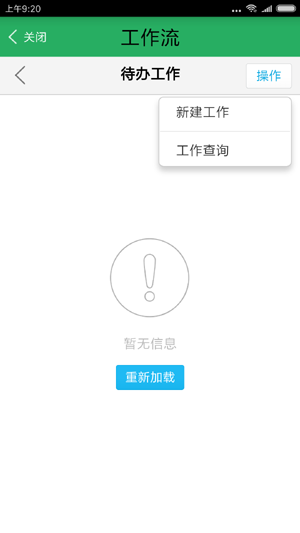 上午9:20
关闭
工作流
待办工作
操作
新建工作
工作查询
暂无信息
重新加载